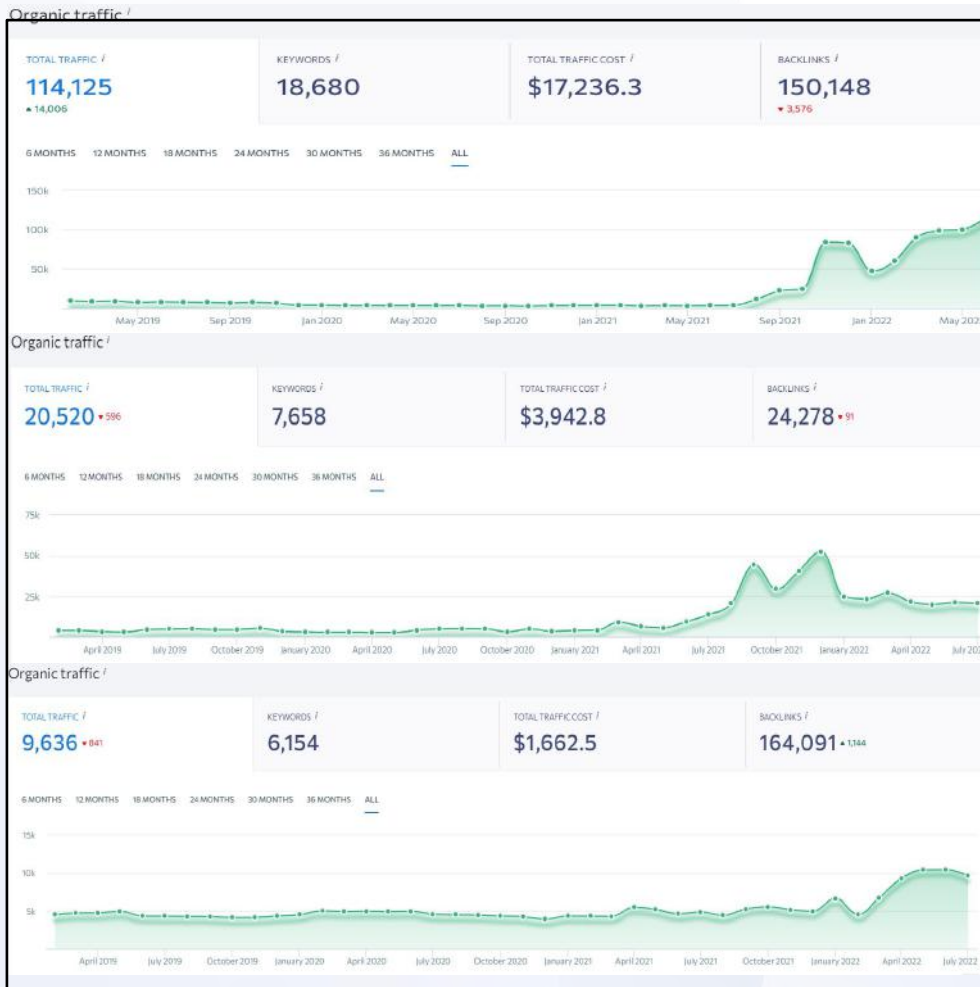 Organic traffic i
TOTAL TRAFFIC i KEYWORDS i TOTAL TRAFFIC COST i BACKLINKS i
114,125 18,680 $17,236.3 150,148
▲ 14,006 ▼ 3,576
6 MONTHS 12 MONTHS 18 MONTHS 24 MONTHS 30 MONTHS 36 MONTHS ALL
150k
100k
50k
May 2019 Sep 2019 Jan 2020 May 2020 Sep 2020 Jan 2021 May 2021 Sep 2021 Jan 2022 May 202
Organic traffic i
TOTAL TRAFFIC i KEYWORDS i TOTAL TRAFFIC COST i BACKLINKS i
20,520 ▼ 596 7,658 $3,942.8 24,278 ▼ 91
6 MONTHS 12 MONTHS 18 MONTHS 24 MONTHS 30 MONTHS 36 MONTHS ALL
75k
50k
25k
April 2019 July 2019 October 2019 January 2020 April 2020 July 2020 October 2020 January 2021 April 2021 July 2021 October 2021 January 2022 April 2022 July 202
Organic traffic i
TOTAL TRAFFIC i KEYWORDS i TOTAL TRAFFIC COST i BACKLINKS i
9,636 ▼ 841 6,154 $1,662.5 164,091 ▲ 1,144
6 MONTHS 12 MONTHS 18 MONTHS 24 MONTHS 30 MONTHS 36 MONTHS ALL
15k
10k
5k
April 2019 July 2019 October 2019 January 2020 April 2020 July 2020 October 2020 January 2021 April 2021 July 2021 October 2021 January 2022 April 2022 July 2022